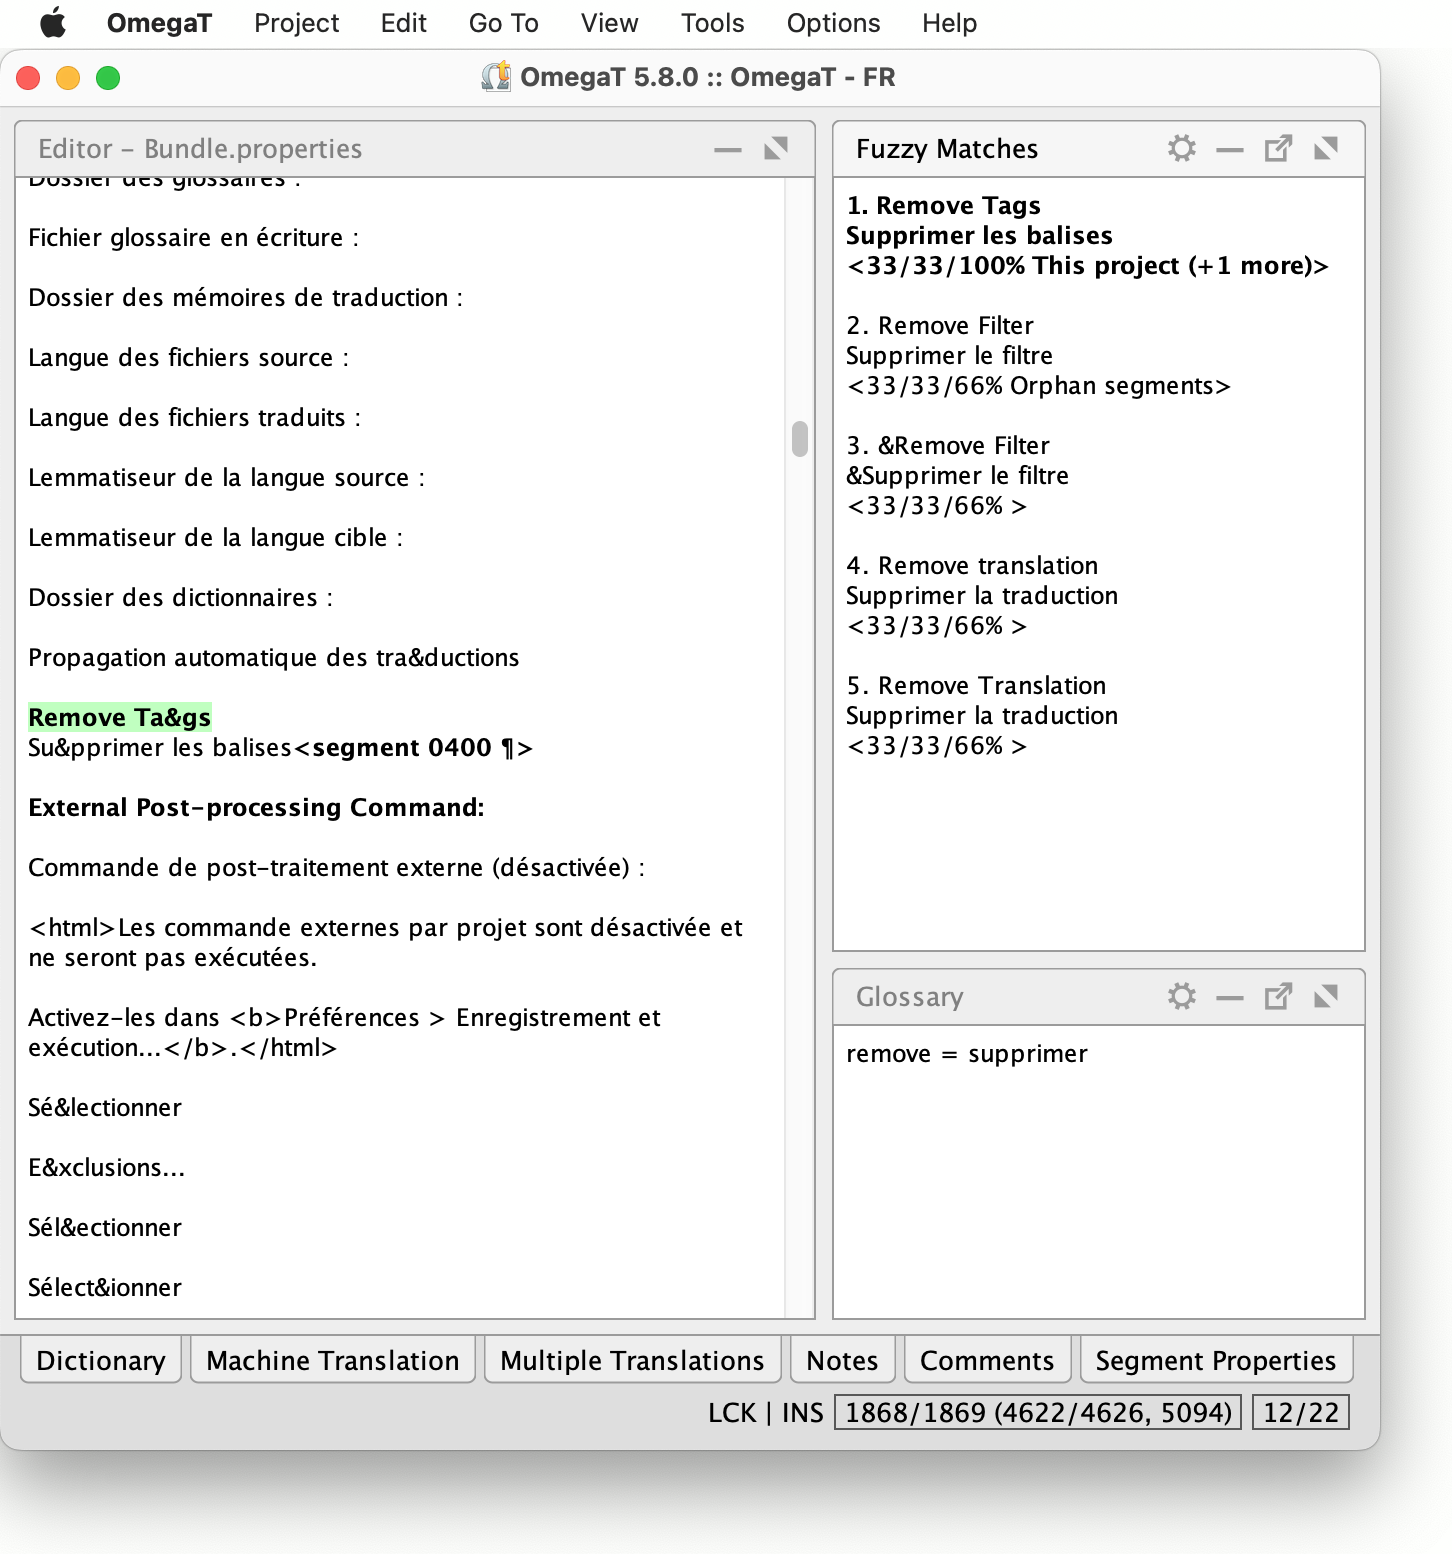 OmegaT Project Edit Go To View Tools Options Help
OmegaT 5.8.0 :: OmegaT - FR
Editor – Bundle.properties
Dossier des glossaires :
Fichier glossaire en écriture :
Dossier des mémoires de traduction :
Langue des fichiers source :
Langue des fichiers traduits :
Lemmatiseur de la langue source :
Lemmatiseur de la langue cible :
Dossier des dictionnaires :
Propagation automatique des tra&ductions
Remove Ta&gs
Su&pprimer les balises<segment 0400 ¶>
External Post-processing Command:
Commande de post-traitement externe (désactivée) :
<html>Les commande externes par projet sont désactivée et
ne seront pas exécutées.
Activez-les dans <b>Préférences > Enregistrement et
exécution...</b>.</html>
Sé&lectionner
E&xclusions...
Sél&ectionner
Sélect&ionner
Fuzzy Matches
1. Remove Tags
Supprimer les balises
<33/33/100% This project (+1 more)>
2. Remove Filter
Supprimer le filtre
<33/33/66% Orphan segments>
3. &Remove Filter
&Supprimer le filtre
<33/33/66% >
4. Remove translation
Supprimer la traduction
<33/33/66% >
5. Remove Translation
Supprimer la traduction
<33/33/66% >
Glossary
remove = supprimer
Dictionary Machine Translation Multiple Translations Notes Comments Segment Properties
LCK | INS 1868/1869 (4622/4626, 5094) 12/22